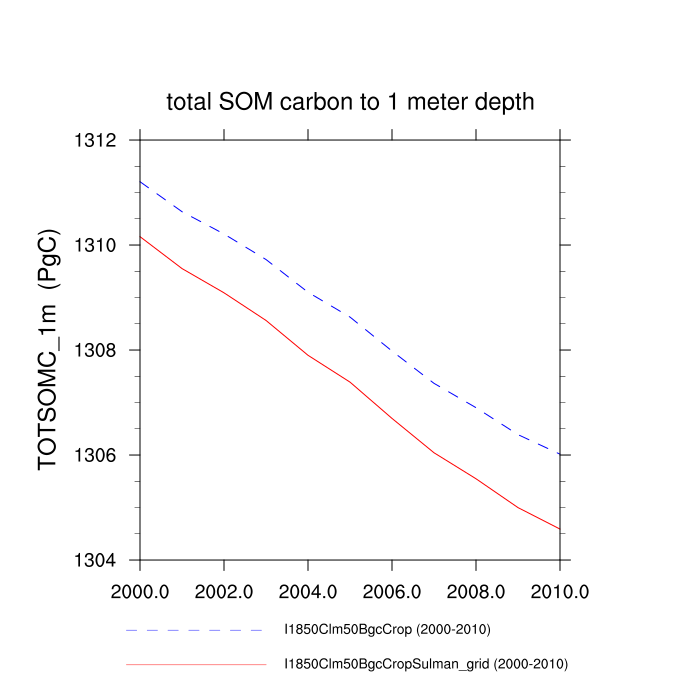 total SOM carbon to 1 meter depth
1312
1310
1308
1306
1304
TOTSOMC_1m (PgC)
2000.0 2002.0 2004.0 2006.0 2008.0 2010.0
I1850Clm50BgcCrop (2000-2010)
I1850Clm50BgcCropSulman_grid (2000-2010)